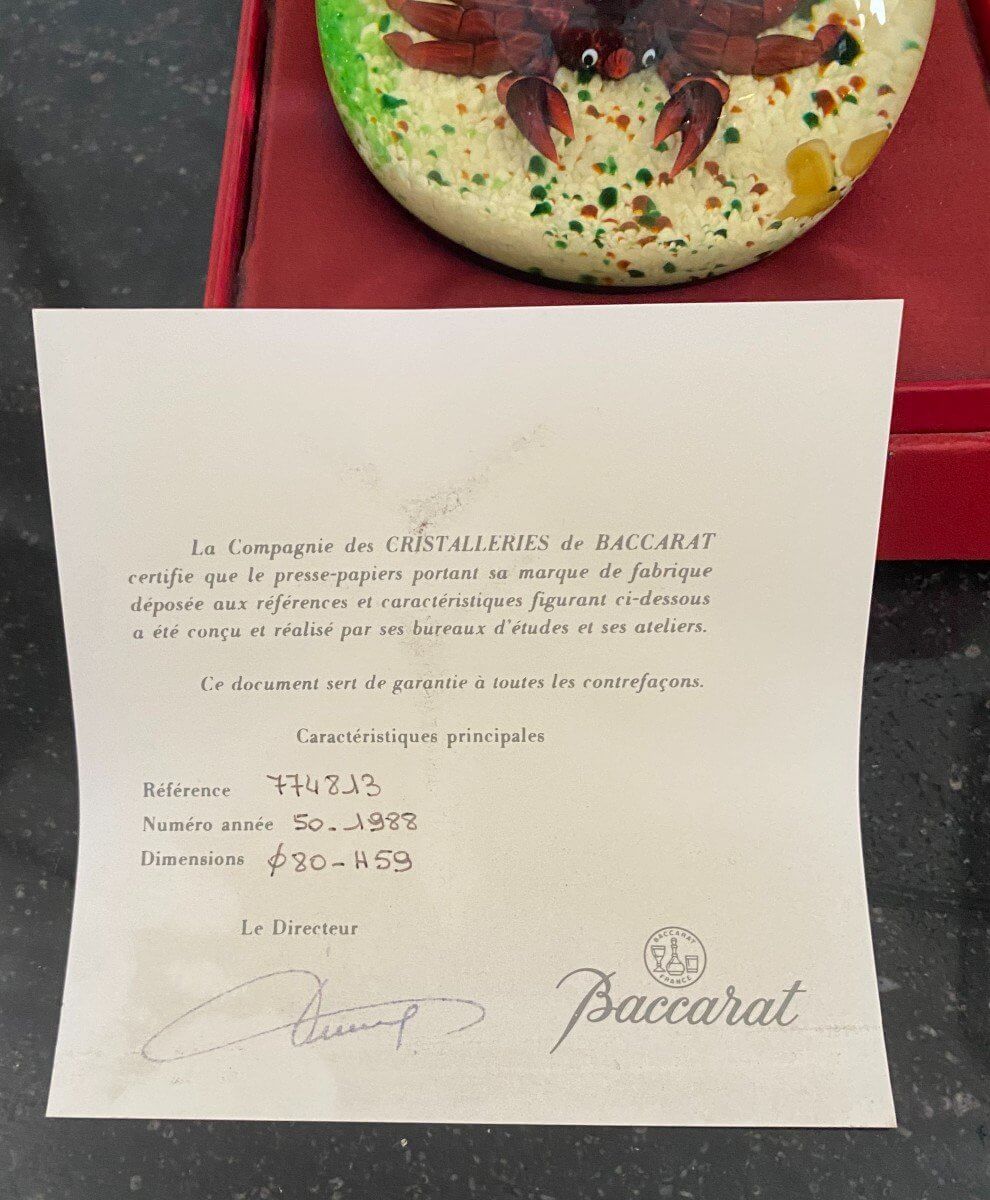 La Compagnie des CRISTALLERIES de BACCARAT
certifie que le presse-papiers portant sa marque de fabrique
déposée aux références et caractéristiques figurant ci-dessous
a été conçu et réalisé par ses bureaux d'études et ses ateliers.
Ce document sert de garantie à toutes les contrefaçons.
Caractéristiques principales
Référence 774813
Numéro année 50-1988
Dimensions ϕ80-H59
Le Directeur
BACCARAT
FRANCE
Baccarat